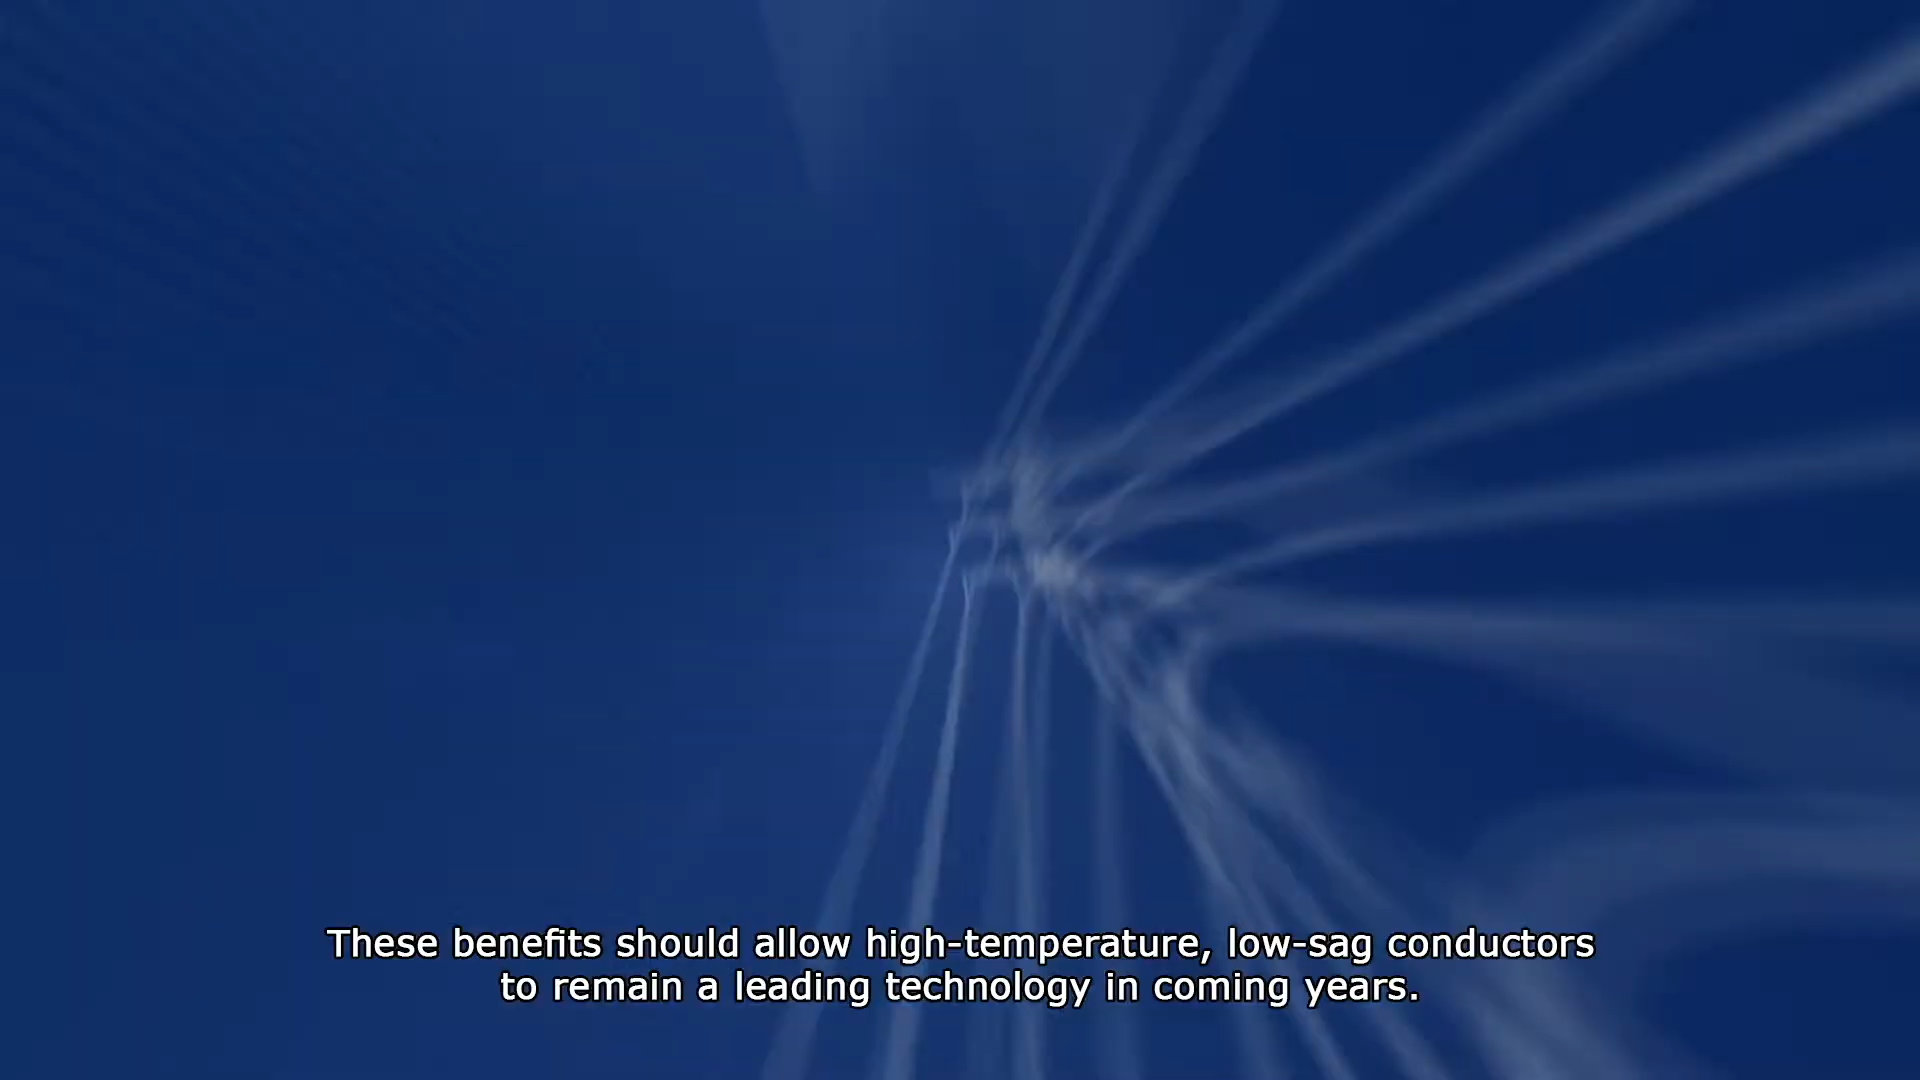 These benefits should allow high-temperature, low-sag conductors
to remain a leading technology in coming years.